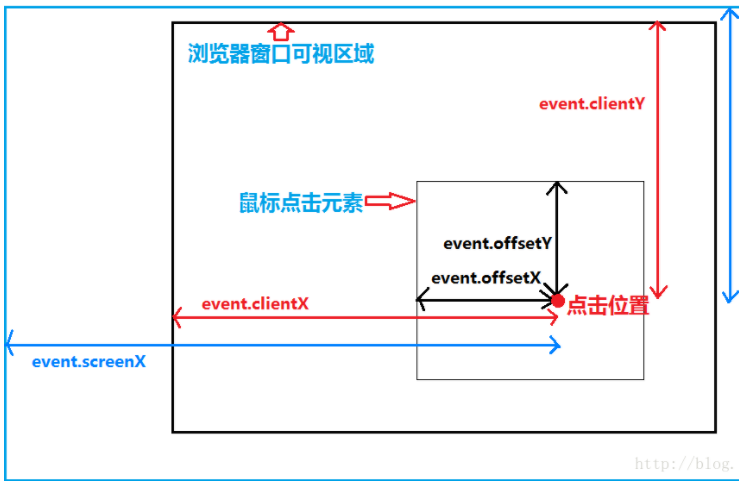 浏览器窗口可视区域
event.clientY
鼠标点击元素
event.offsetY
event.offsetX
event.clientX
点击位置
event.screenX
http://blog.